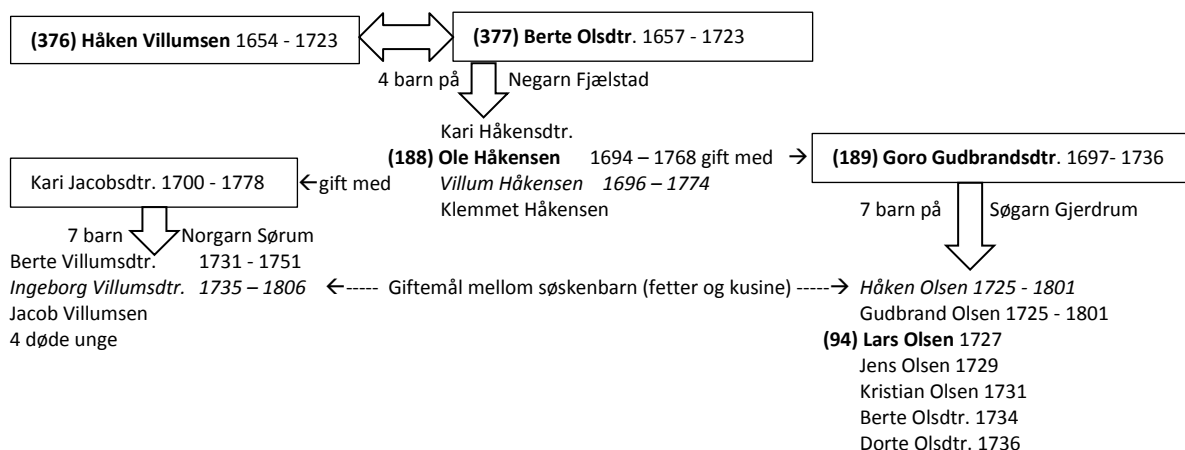 (376) Håken Villumsen 1654 - 1723
(377) Berte Olsdtr. 1657 - 1723
4 barn på Negarn Fjælstad
Kari Håkensdtr.
(188) Ole Håkensen 1694 – 1768 gift med →
(189) Goro Gudbrandsdtr. 1697- 1736
Kari Jacobsdtr. 1700 - 1778
←gift med Villum Håkensen 1696 – 1774
Klemmet Håkensen
7 barn Norgarn Sørum
7 barn på Søgarn Gjerdrum
Berte Villumsdtr. 1731 - 1751
Ingeborg Villumsdtr. 1735 – 1806 ←----- Giftemål mellom søskenbarn (fetter og kusine) -----→ Håken Olsen 1725 - 1801
Jacob Villumsen
4 døde unge
Gudbrand Olsen 1725 - 1801
(94) Lars Olsen 1727
Jens Olsen 1729
Kristian Olsen 1731
Berte Olsdtr. 1734
Dorte Olsdtr. 1736